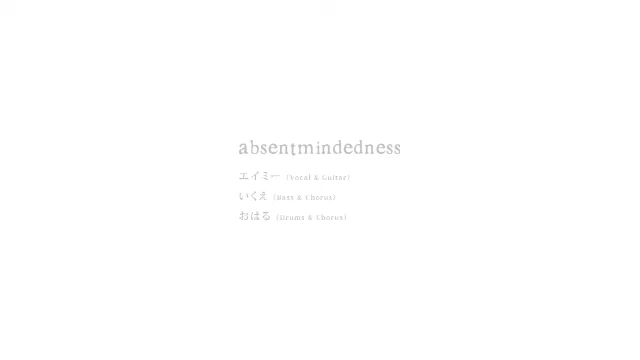 absentmindedness
エイミー (Vocal & Guitar)
いくえ (Bass & Chorus)
おはる (Drums & Chorus)